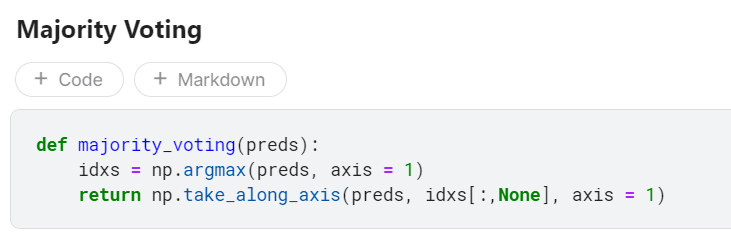 Majority Voting
+ Code + Markdown
def majority_voting(preds):
    idxs = np.argmax(preds, axis = 1)
    return np.take_along_axis(preds, idxs[:,None], axis = 1)